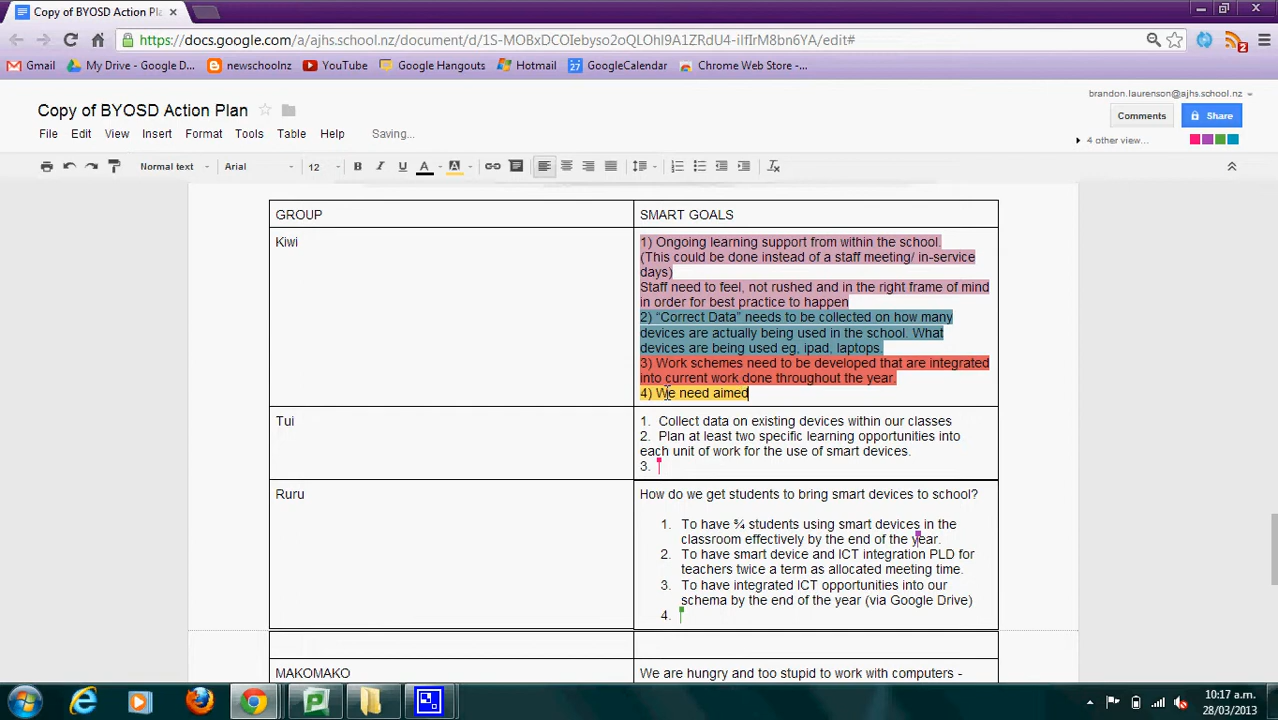 Copy of BYOSD Action Plan
https://docs.google.com/a/ajhs.school.nz/document/d/1S-MOBxDCOIebyso2oQLOhI9A1ZRdU4-ilfIrM8bn6YA/edit#
2
Gmail
My Drive - Google D...
newschoolnz
YouTube
Google Hangouts
Hotmail
27
GoogleCalendar
Chrome Web Store -...
brandon.laurenson@ajhs.school.nz
Copy of BYOSD Action Plan
Comments
Share
File Edit View Insert Format Tools Table Help Saving...
4 other view...
Normal text Arial 12 B I U A A
GROUP
SMART GOALS
Kiwi
1) Ongoing learning support from within the school.
(This could be done instead of a staff meeting/ in-service
days)
Staff need to feel, not rushed and in the right frame of mind
in order for best practice to happen
2) “Correct Data” needs to be collected on how many
devices are actually being used in the school. What
devices are being used eg, ipad, laptops.
3) Work schemes need to be developed that are integrated
into current work done throughout the year.
4) We need aimed
Tui
1. Collect data on existing devices within our classes
2. Plan at least two specific learning opportunities into
each unit of work for the use of smart devices.
3.
Ruru
How do we get students to bring smart devices to school?
1. To have ¾ students using smart devices in the
classroom effectively by the end of the year.
2. To have smart device and ICT integration PLD for
teachers twice a term as allocated meeting time.
3. To have integrated ICT opportunities into our
schema by the end of the year (via Google Drive)
4.
MAKOMAKO
We are hungry and too stupid to work with computers -
10:17 a.m.
28/03/2013